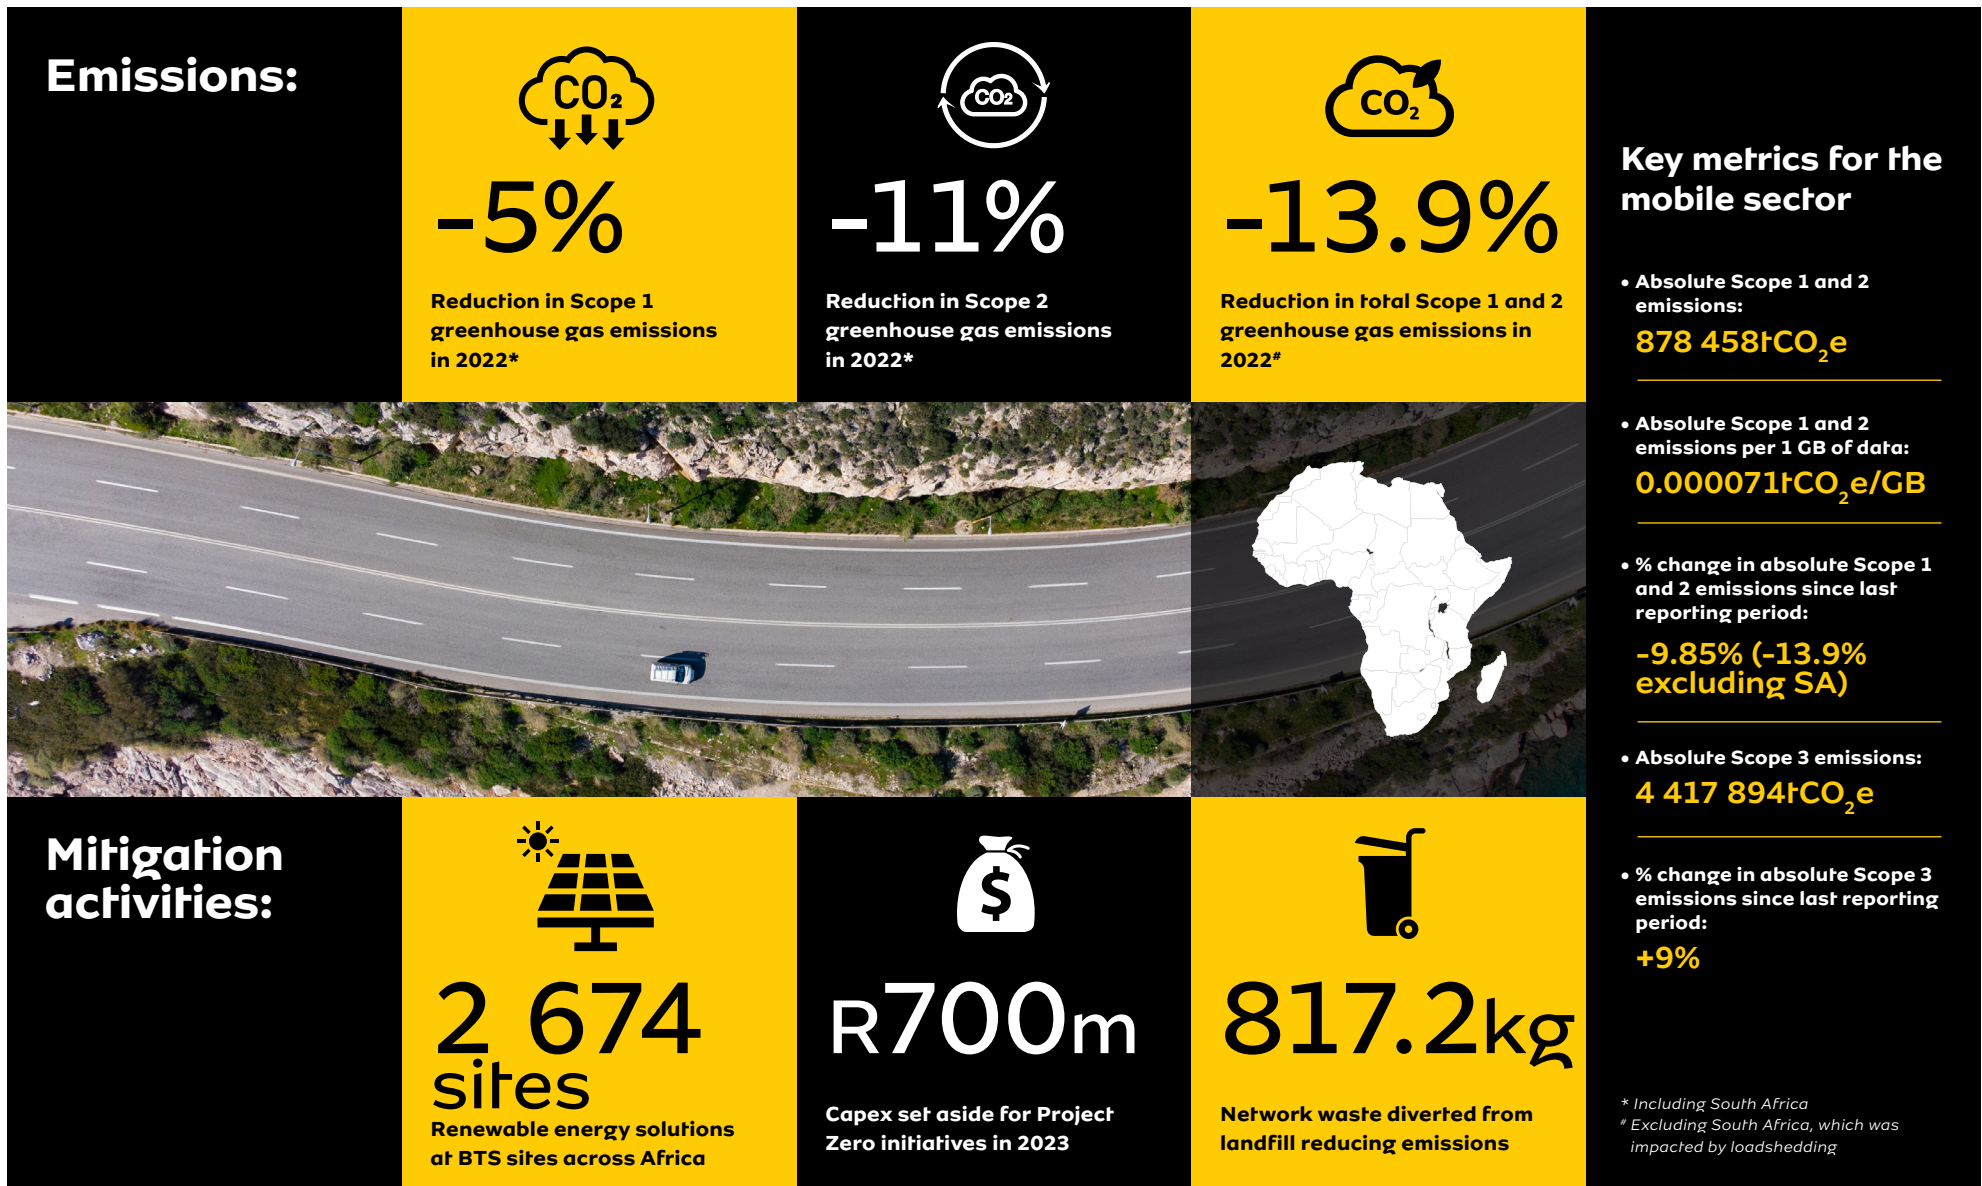 Emissions:
CO2
-5%
Reduction in Scope 1
greenhouse gas emissions
in 2022*
CO2
-11%
Reduction in Scope 2
greenhouse gas emissions
in 2022*
CO2
-13.9%
Reduction in total Scope 1 and 2
greenhouse gas emissions in
2022#
Mitigation
activities:
2 674
sites
Renewable energy solutions
at BTS sites across Africa
$
R700m
Capex set aside for Project
Zero initiatives in 2023
817.2kg
Network waste diverted from
landfill reducing emissions
Key metrics for the
mobile sector
• Absolute Scope 1 and 2
emissions:
878 458tCO2e
• Absolute Scope 1 and 2
emissions per 1 GB of data:
0.000071tCO2e/GB
• % change in absolute Scope 1
and 2 emissions since last
reporting period:
-9.85% (-13.9%
excluding SA)
• Absolute Scope 3 emissions:
4 417 894tCO2e
• % change in absolute Scope 3
emissions since last reporting
period:
+9%
* Including South Africa
# Excluding South Africa, which was
impacted by loadshedding